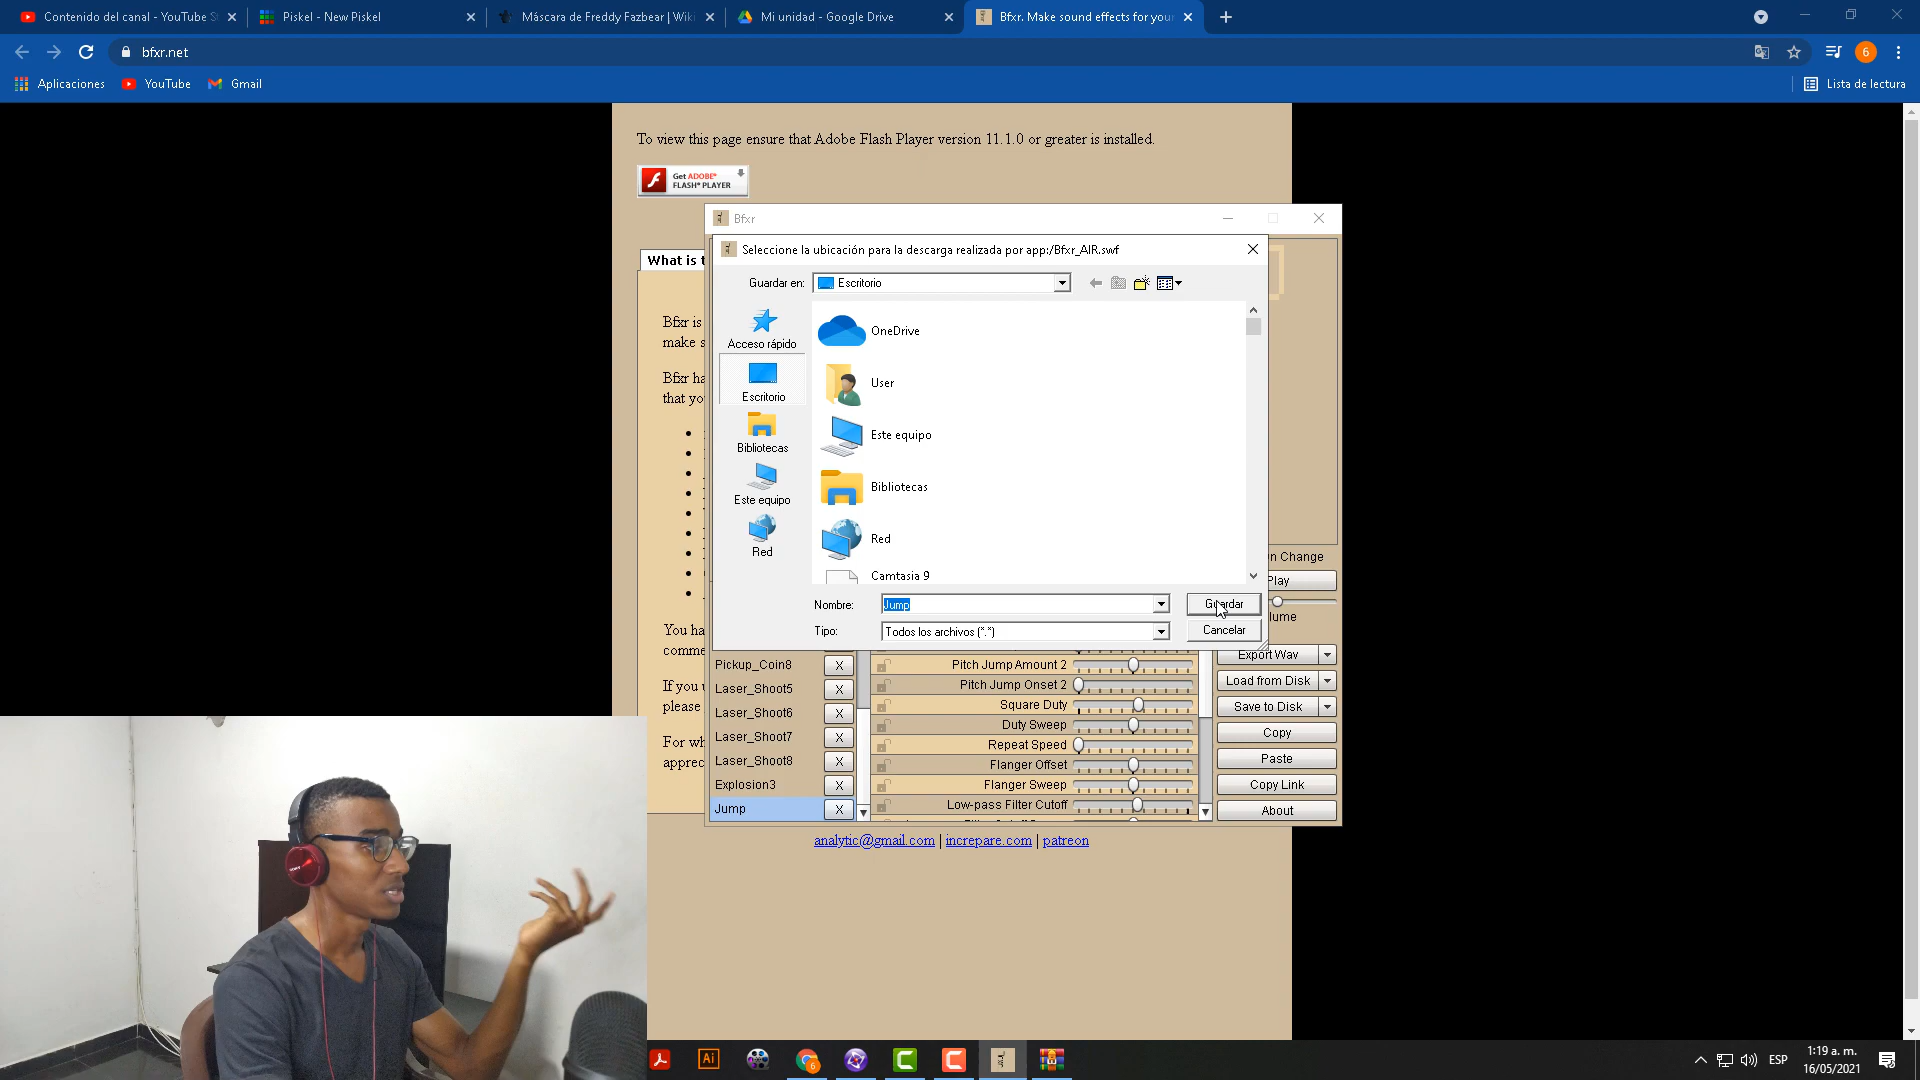 Contenido del canal - YouTube S
Piskel - New Piskel
Máscara de Freddy Fazbear | Wiki
Mi unidad - Google Drive
Bfxr. Make sound effects for your
bfxr.net
6
Aplicaciones
YouTube
Gmail
Lista de lectura
To view this page ensure that Adobe Flash Player version 11.1.0 or greater is installed.
Get ADOBE®
FLASH® PLAYER
Bfxr
Seleccione la ubicación para la descarga realizada por app:/Bfxr_AIR.swf
What is t
Guardar en:
Escritorio
Bfxr is
make s
Bfxr ha
that you
Acceso rápido
Escritorio
Bibliotecas
Este equipo
Red
OneDrive
User
Este equipo
Bibliotecas
Red
Camtasia 9
Nombre:
Jump
Guardar
Tipo:
Todos los archivos (*.*)
Cancelar
n Change
Play
lume
You ha
comme
If you u
please
For wh
apprec
Pickup_Coin8 X
Laser_Shoot5 X
Laser_Shoot6 X
Laser_Shoot7 X
Laser_Shoot8 X
Explosion3 X
Jump X
Pitch Jump Amount 2
Pitch Jump Onset 2
Square Duty
Duty Sweep
Repeat Speed
Flanger Offset
Flanger Sweep
Low-pass Filter Cutoff
Export Wav
Load from Disk
Save to Disk
Copy
Paste
Copy Link
About
analytic@gmail.com | increpare.com | patreon
Ai
6
ESP
1:19 a. m.
16/05/2021